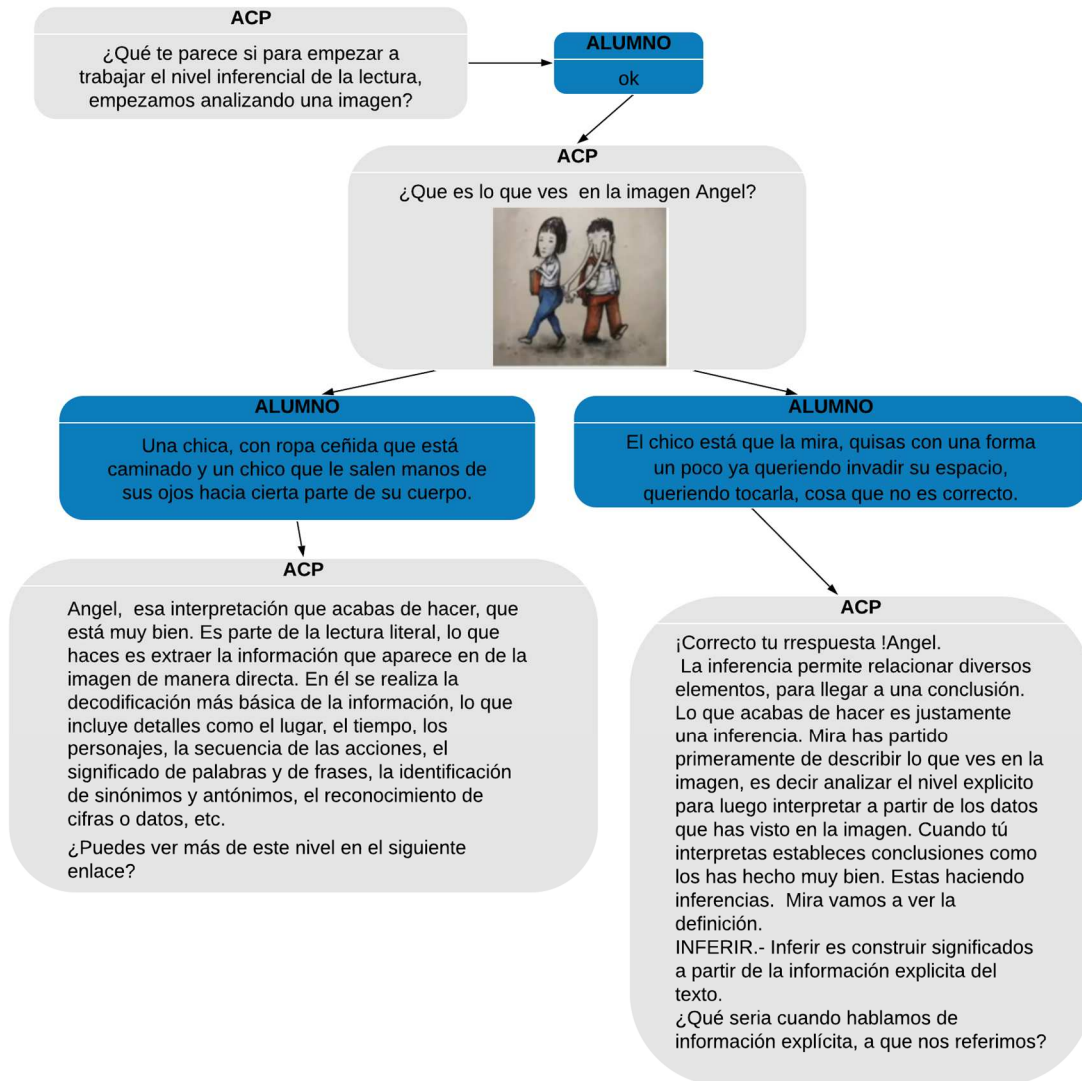 ACP
¿Qué te parece si para empezar a
trabajar el nivel inferencial de la lectura,
empezamos analizando una imagen?
ALUMNO
ok
ACP
¿Que es lo que ves  en la imagen Angel?
ALUMNO
Una chica, con ropa ceñida que está
caminado y un chico que le salen manos de
sus ojos hacia cierta parte de su cuerpo.
ALUMNO
El chico está que la mira, quisas con una forma
un poco ya queriendo invadir su espacio,
queriendo tocarla, cosa que no es correcto.
ACP
Angel,  esa interpretación que acabas de hacer, que
está muy bien. Es parte de la lectura literal, lo que
haces es extraer la información que aparece en de la
imagen de manera directa. En él se realiza la
decodificación más básica de la información, lo que
incluye detalles como el lugar, el tiempo, los
personajes, la secuencia de las acciones, el
significado de palabras y de frases, la identificación
de sinónimos y antónimos, el reconocimiento de
cifras o datos, etc.
¿Puedes ver más de este nivel en el siguiente
enlace?
ACP
¡Correcto tu rrespuesta !Angel.
La inferencia permite relacionar diversos
elementos, para llegar a una conclusión.
Lo que acabas de hacer es justamente
una inferencia. Mira has partido
primeramente de describir lo que ves en la
imagen, es decir analizar el nivel explicito
para luego interpretar a partir de los datos
que has visto en la imagen. Cuando tú
interpretas estableces conclusiones como
los has hecho muy bien. Estas haciendo
inferencias.  Mira vamos a ver la
definición.
INFERIR.- Inferir es construir significados
a partir de la información explicita del
texto.
¿Qué seria cuando hablamos de
información explícita, a que nos referimos?